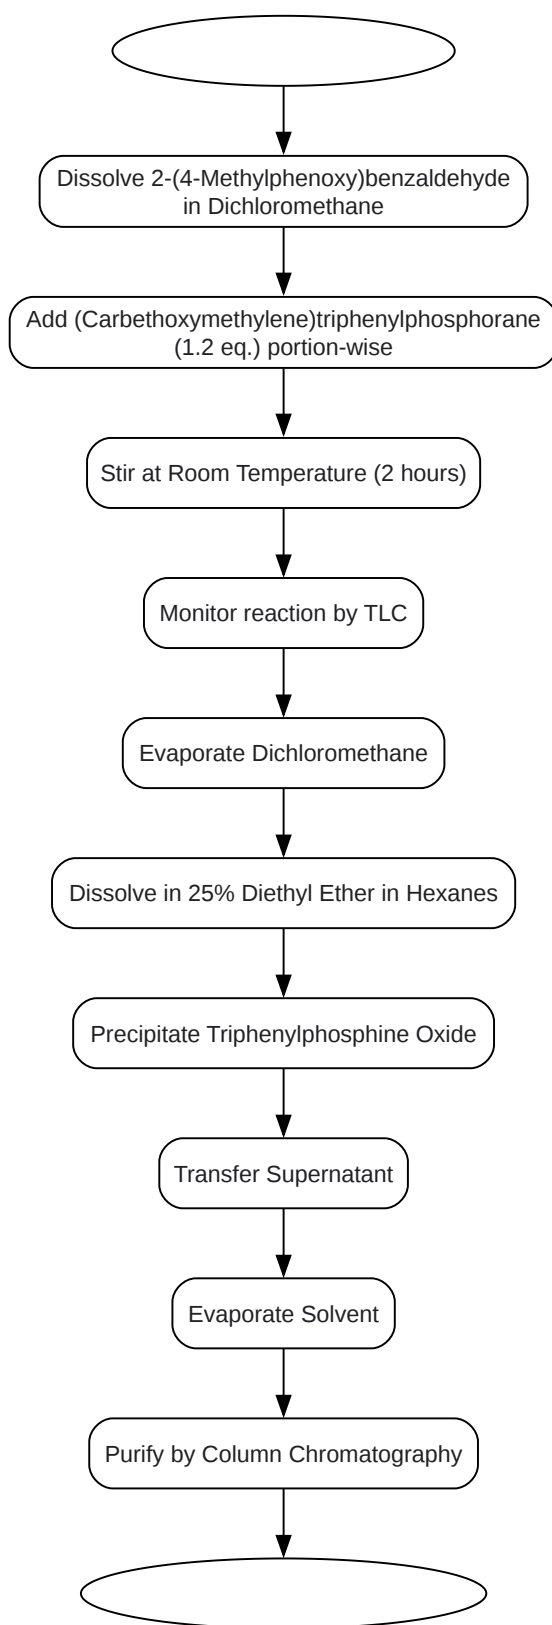 Dissolve 2-(4-Methylphenoxy)benzaldehyde
in Dichloromethane
Add (Carbethoxymethylene)triphenylphosphorane
(1.2 eq.) portion-wise
Stir at Room Temperature (2 hours)
Monitor reaction by TLC
Evaporate Dichloromethane
Dissolve in 25% Diethyl Ether in Hexanes
Precipitate Triphenylphosphine Oxide
Transfer Supernatant
Evaporate Solvent
Purify by Column Chromatography